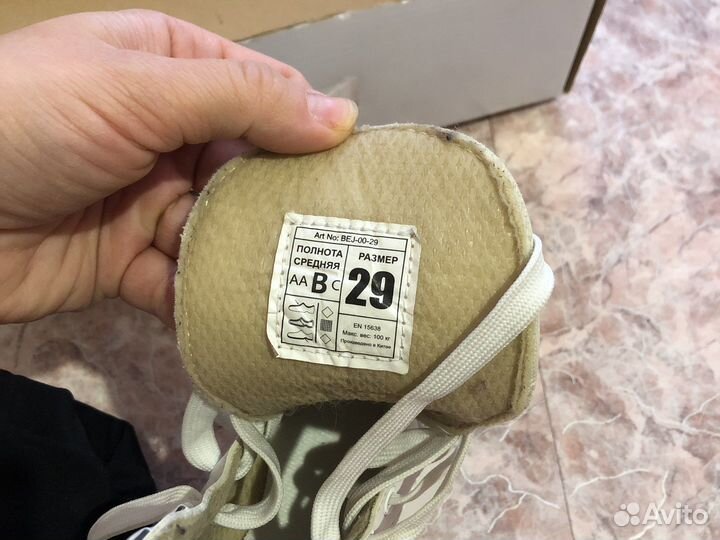 Art No: BEJ-00-29
ПОЛНОТА
СРЕДНЯЯ
AA B C
РАЗМЕР
29
EN 15638
Макс. вес: 100 кг
Произведено в Китае
Avito